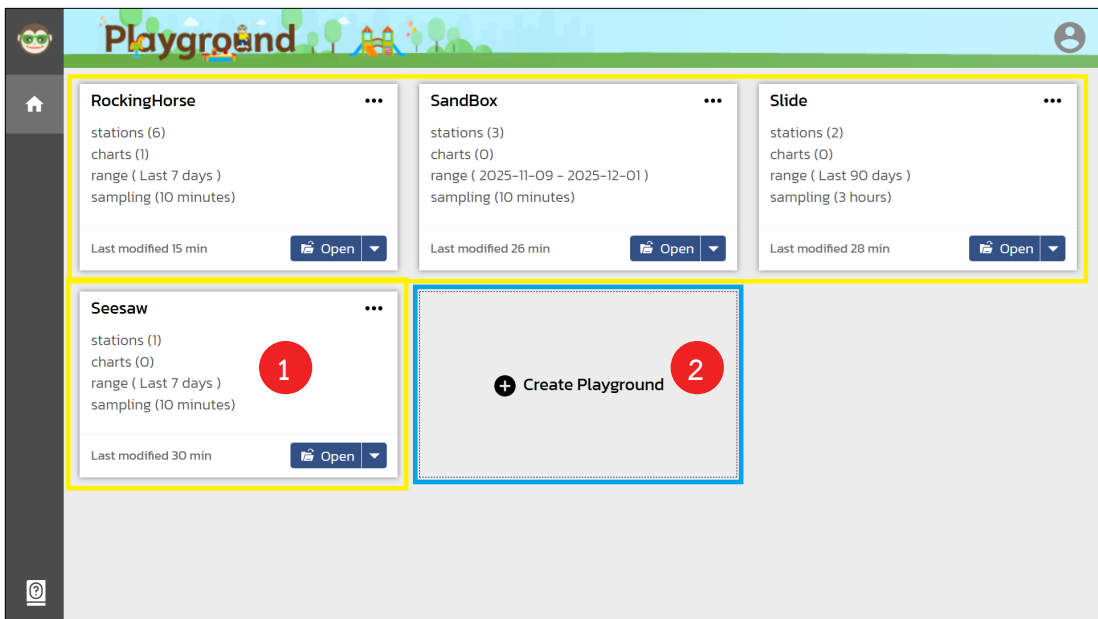 Playground
RockingHorse
stations (6)
charts (1)
range ( Last 7 days )
sampling (10 minutes)
Last modified 15 min
Open
SandBox
stations (3)
charts (0)
range ( 2025-11-09 - 2025-12-01 )
sampling (10 minutes)
Last modified 26 min
Open
Slide
stations (2)
charts (0)
range ( Last 90 days )
sampling (3 hours)
Last modified 28 min
Open
Seesaw
stations (1)
charts (0)
range ( Last 7 days )
sampling (10 minutes)
1
Last modified 30 min
Open
Create Playground
2
?